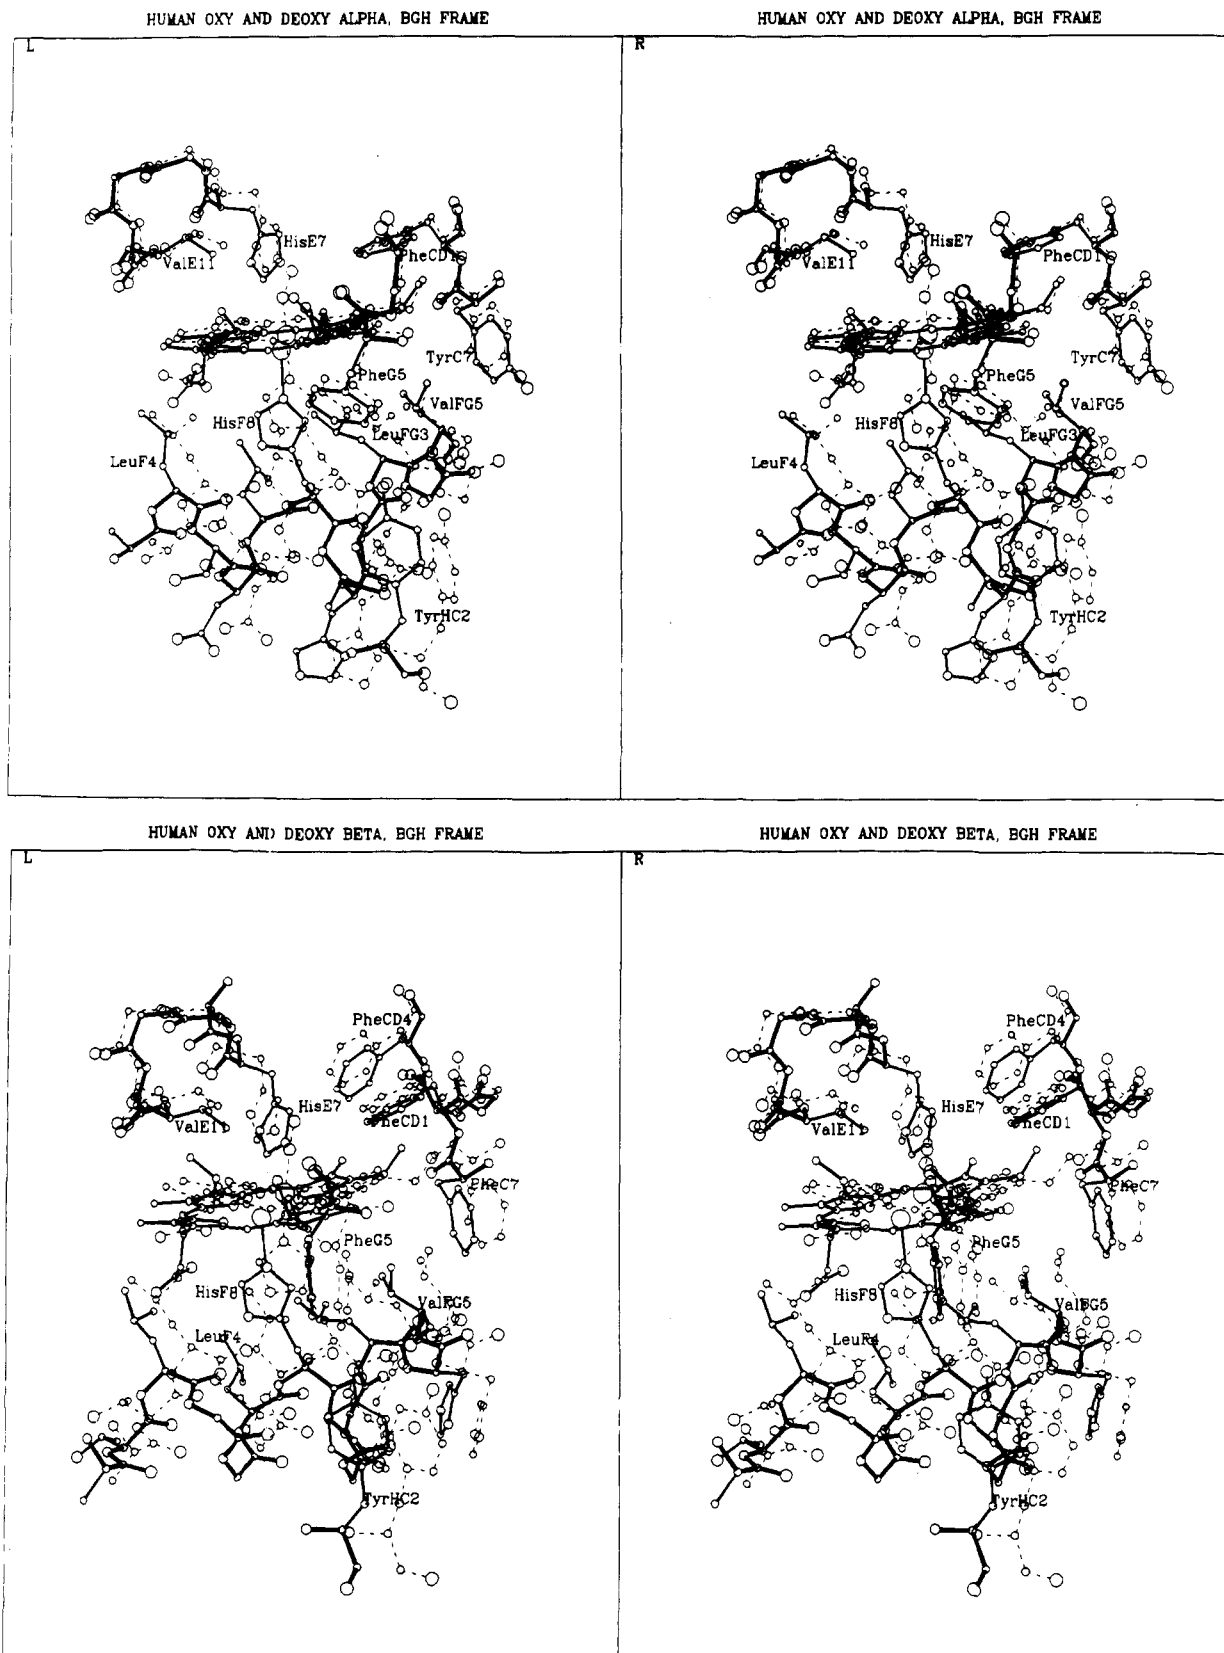 HUMAN OXY AND DEOXY ALPHA, BGH FRAME
HUMAN OXY AND DEOXY ALPHA, BGH FRAME
L
R
HisE7
ValE11
PheCD1
TyrC7
PheG5
ValFG5
HisF8
LeuFG3
LeuF4
TyrHC2
HisE7
ValE11
PheCD1
TyrC7
PheG5
ValFG5
HisF8
LeuFG3
LeuF4
TyrHC2
HUMAN OXY AND DEOXY BETA, BGH FRAME
HUMAN OXY AND DEOXY BETA, BGH FRAME
L
R
PheCD4
HisE7
ValE11
PheCD1
PheC7
PheG5
HisF8
ValFG5
LeuF4
TyrHC2
PheCD4
HisE7
ValE11
PheCD1
PheC7
PheG5
HisF8
ValFG5
LeuF4
TyrHC2